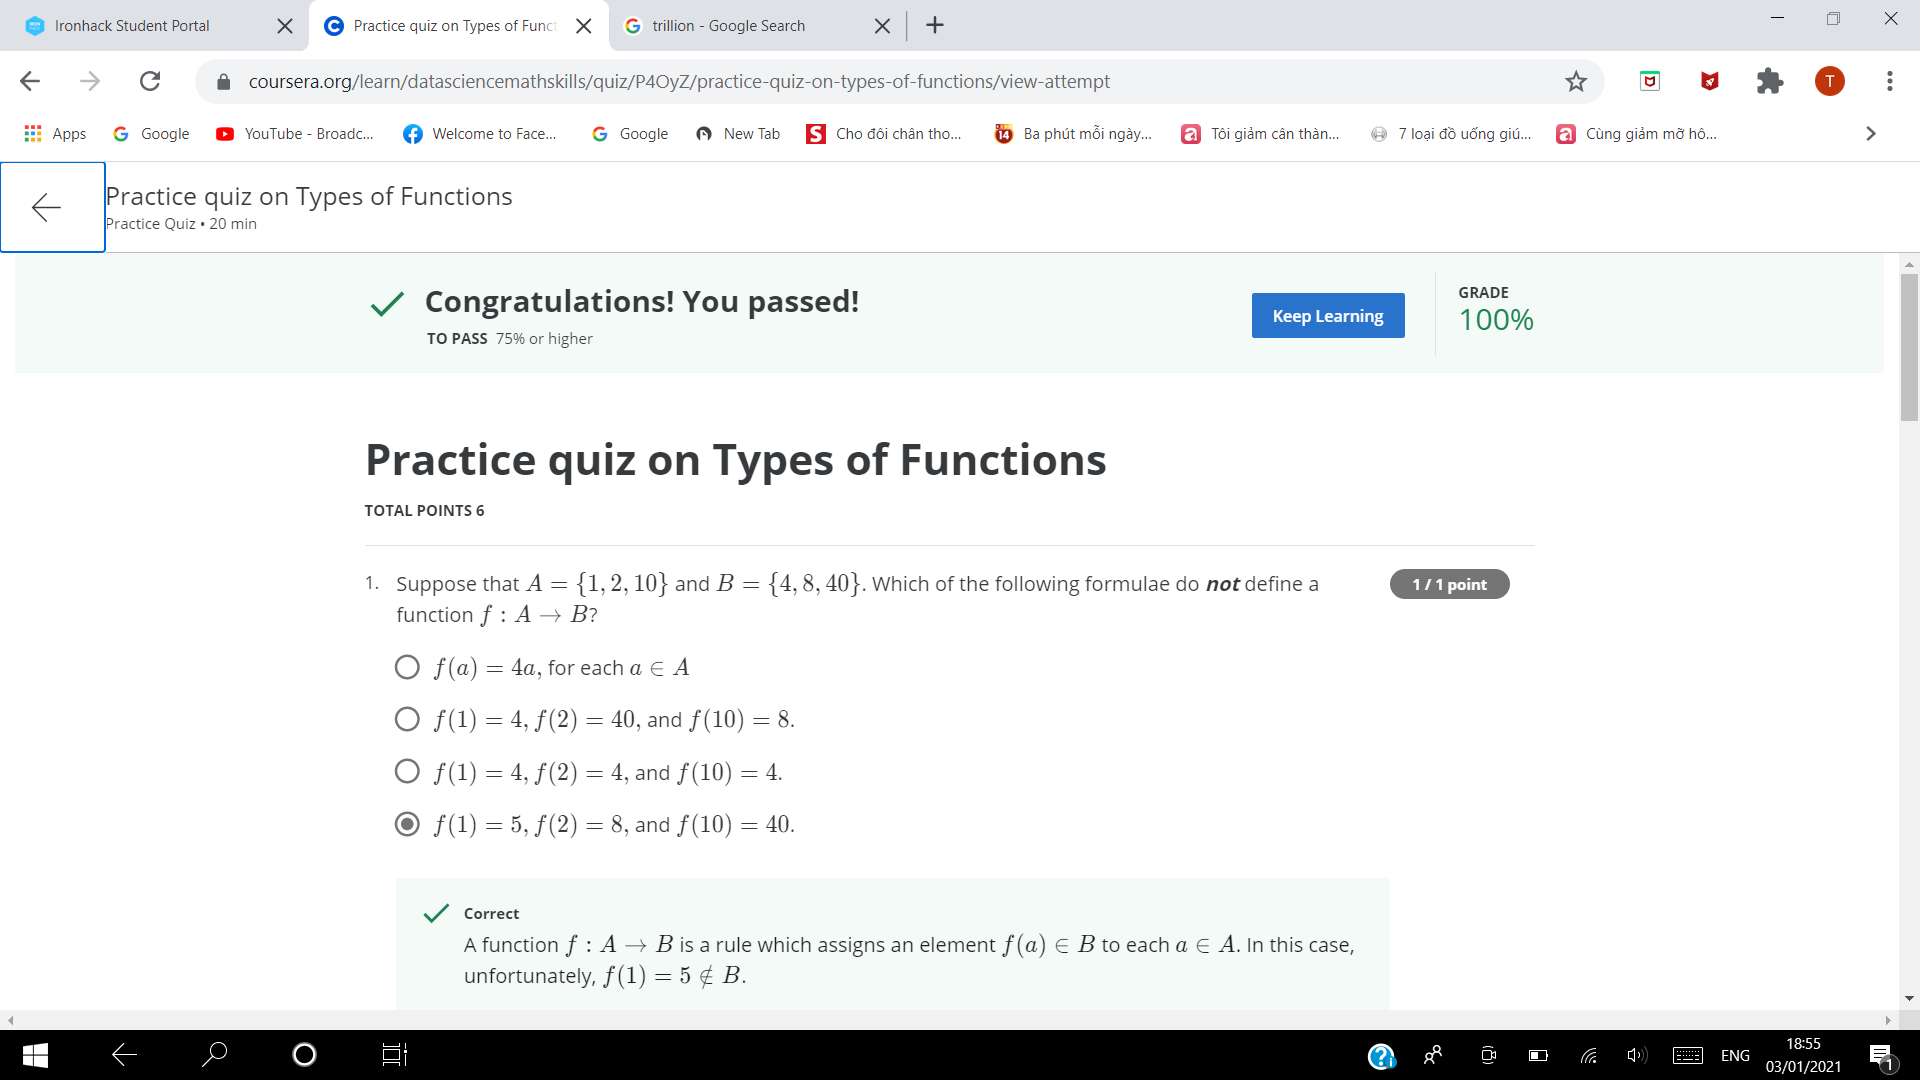 Ironhack Student Portal
Practice quiz on Types of Funct
trillion - Google Search
coursera.org/learn/datasciencemathskills/quiz/P4OyZ/practice-quiz-on-types-of-functions/view-attempt
T
Apps Google YouTube - Broadc... Welcome to Face... Google New Tab Cho đôi chân tho... Ba phút mỗi ngày... Tôi giảm cân thàn... 7 loại đồ uống giú... Cùng giảm mỡ hô...
Practice quiz on Types of Functions
Practice Quiz • 20 min
Congratulations! You passed!
TO PASS 75% or higher
Keep Learning
GRADE
100%
Practice quiz on Types of Functions
TOTAL POINTS 6
1. Suppose that A = {1, 2, 10} and B = {4, 8, 40}. Which of the following formulae do not define a
function f : A → B?
1 / 1 point
f(a) = 4a, for each a ∈ A
f(1) = 4, f(2) = 40, and f(10) = 8.
f(1) = 4, f(2) = 4, and f(10) = 4.
f(1) = 5, f(2) = 8, and f(10) = 40.
Correct
A function f : A → B is a rule which assigns an element f(a) ∈ B to each a ∈ A. In this case,
unfortunately, f(1) = 5 ∉ B.
ENG
18:55
03/01/2021
1